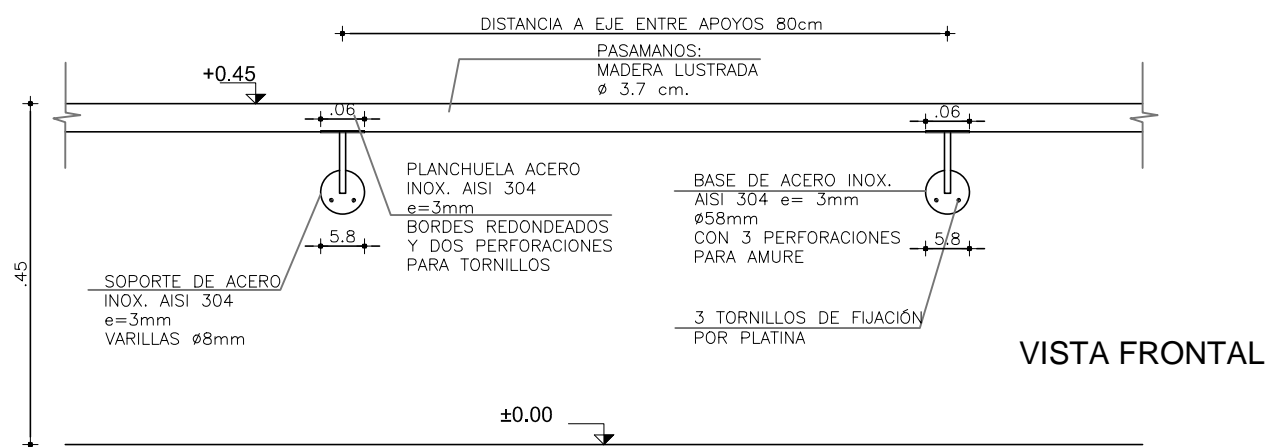 DISTANCIA A EJE ENTRE APOYOS 80cm
PASAMANOS:
MADERA LUSTRADA
ø 3.7 cm.
+0.45
.06
.06
PLANCHUELA ACERO
INOX. AISI 304
e=3mm
BORDES REDONDEADOS
Y DOS PERFORACIONES
PARA TORNILLOS
BASE DE ACERO INOX.
AISI 304 e= 3mm
ø58mm
CON 3 PERFORACIONES
PARA AMURE
5.8
5.8
.45
SOPORTE DE ACERO
INOX. AISI 304
e=3mm
VARILLAS ø8mm
3 TORNILLOS DE FIJACIÓN
POR PLATINA
VISTA FRONTAL
±0.00